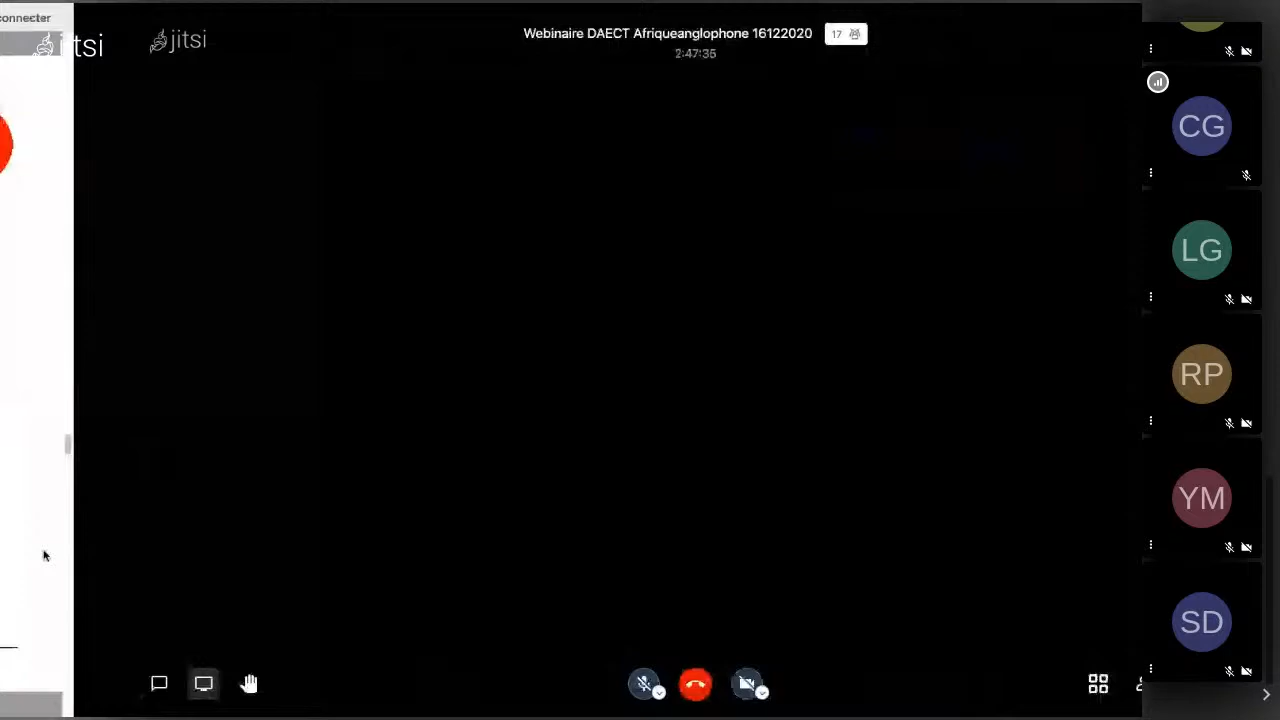 connecter
jitsi
jitsi
Webinaire DAECT Afriqueanglophone 16122020
17
2:47:35
CG
LG
RP
YM
SD